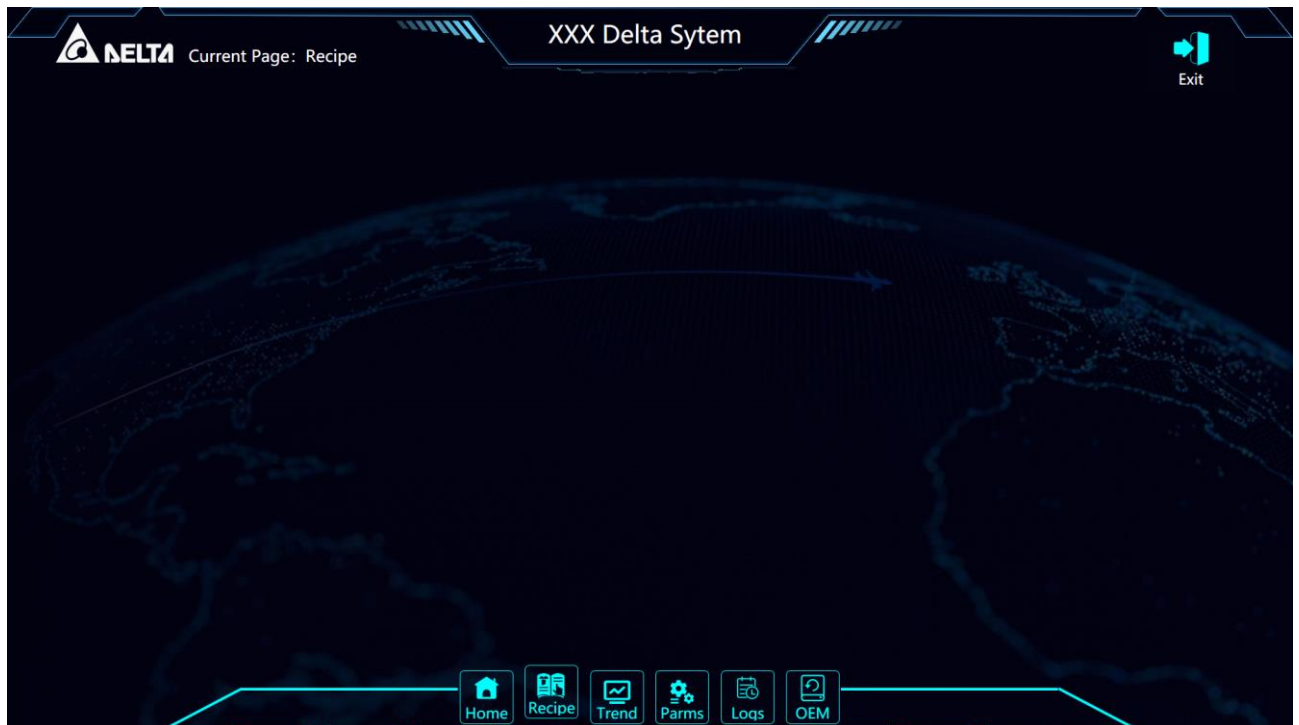 XXX Delta Sytem
DELTA Current Page: Recipe
Exit
Home
Recipe
Trend
Parms
Logs
OEM